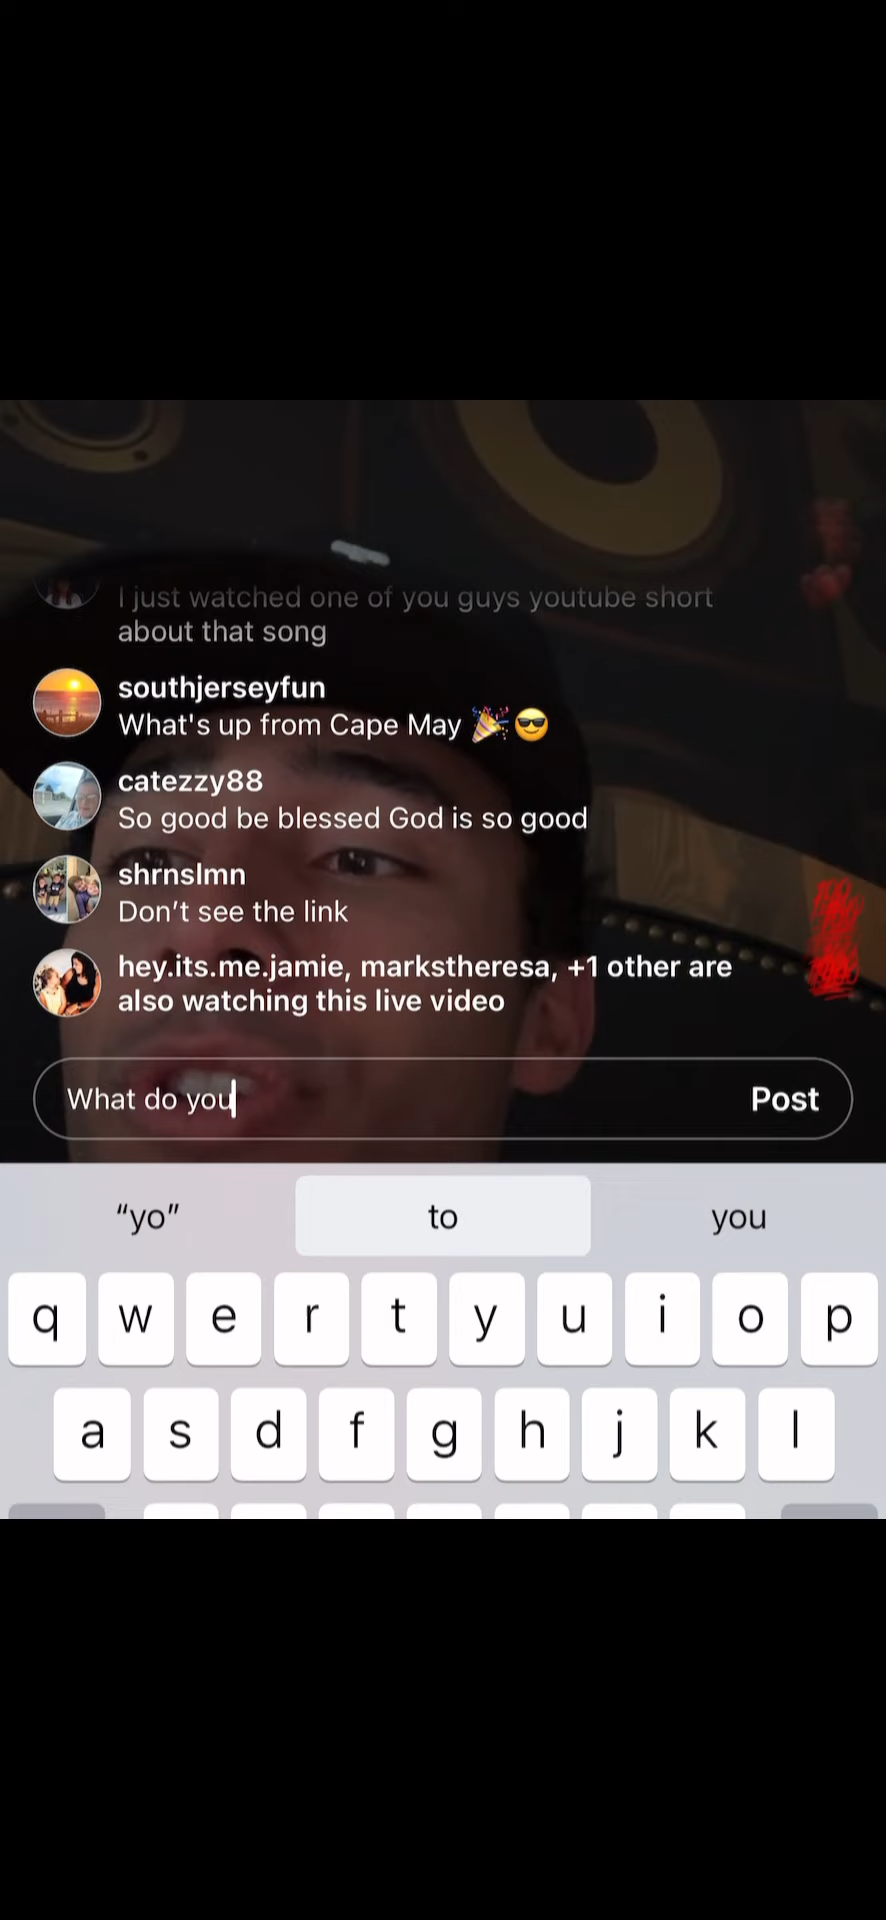 I just watched one of you guys youtube short
about that song
southjerseyfun
What's up from Cape May 🎉😎
catezzy88
So good be blessed God is so good
shrnslmn
Don’t see the link
hey.its.me.jamie, markstheresa, +1 other are
also watching this live video
What do you
Post
“yo”
to
you
q w e r t y u i o p
a s d f g h j k l